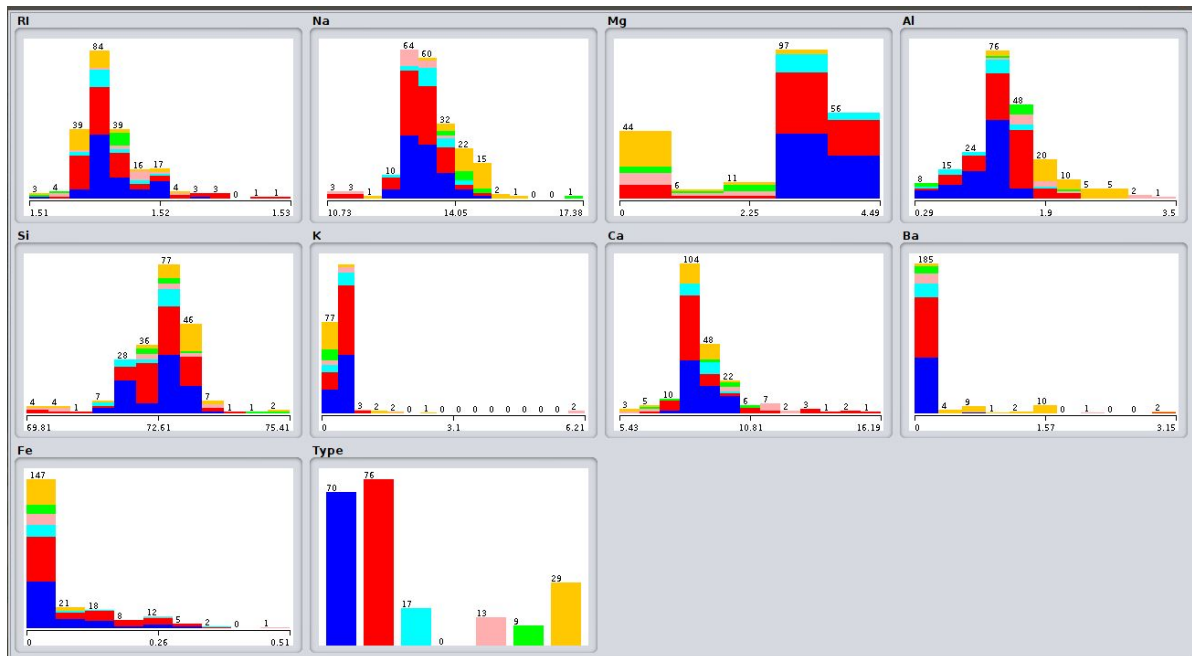 RI
Na
Mg
Al
3 4 39 84 39 16 17 4 3 3 0 1 1
1.51 1.52 1.53
3 3 1 10 64 60 32 22 15 2 1 0 0 1
10.73 14.05 17.38
44 6 11 97 56
0 2.25 4.49
8 15 24 76 48 20 10 5 5 2 1
0.29 1.9 3.5
Si
K
Ca
Ba
4 4 1 7 28 36 77 46 7 1 1 2
69.81 72.61 75.41
77 3 2 2 0 1 0 0 0 0 0 0 0 0 2
0 3.1 6.21
3 5 10 104 48 22 6 7 2 3 1 2 1
5.43 10.81 16.19
185 4 9 1 2 10 0 1 0 0 2
0 1.57 3.15
Fe
Type
147 21 18 8 12 5 2 0 1
0 0.26 0.51
70 76 17 0 13 9 29